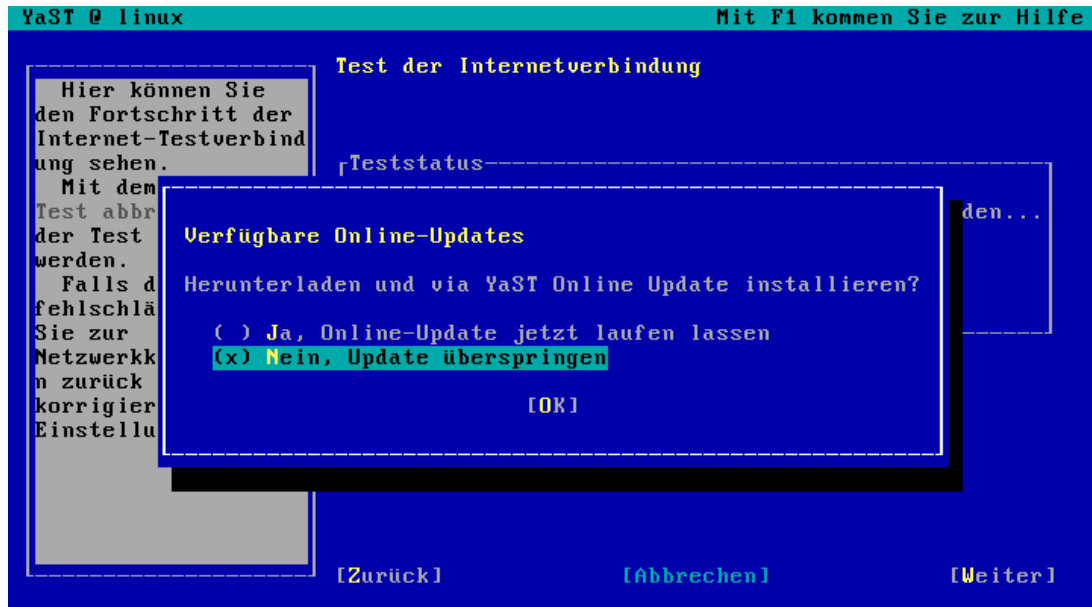 YaST @ linux Mit F1 kommen Sie zur Hilfe
Test der Internetverbindung
Hier können Sie
den Fortschritt der
Internet-Testverbind
ung sehen.
Mit dem
Test abbr
der Test
werden.
Falls d
fehlschlä
Sie zur
Netzwerkk
n zurück
korrigier
Einstellu
Teststatus
den...
Verfügbare Online-Updates
Herunterladen und via YaST Online Update installieren?
( ) Ja, Online-Update jetzt laufen lassen
(x) Nein, Update überspringen
[OK]
[Zurück] [Abbrechen] [Weiter]